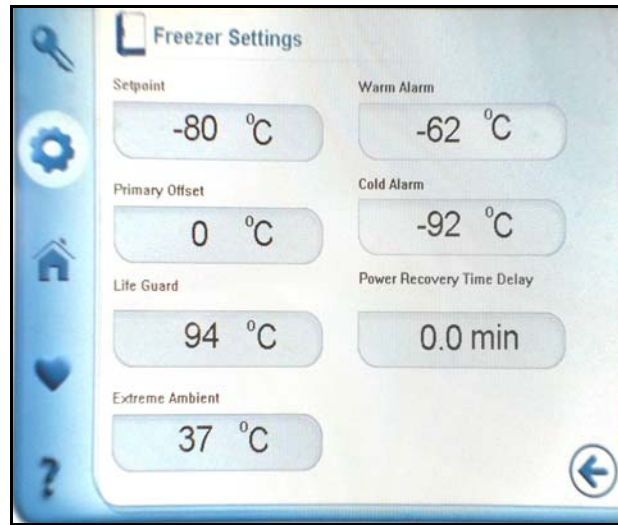 Freezer Settings
Setpoint
-80 °C
Warm Alarm
-62 °C
Primary Offset
0 °C
Cold Alarm
-92 °C
Life Guard
94 °C
Power Recovery Time Delay
0.0 min
Extreme Ambient
37 °C
?